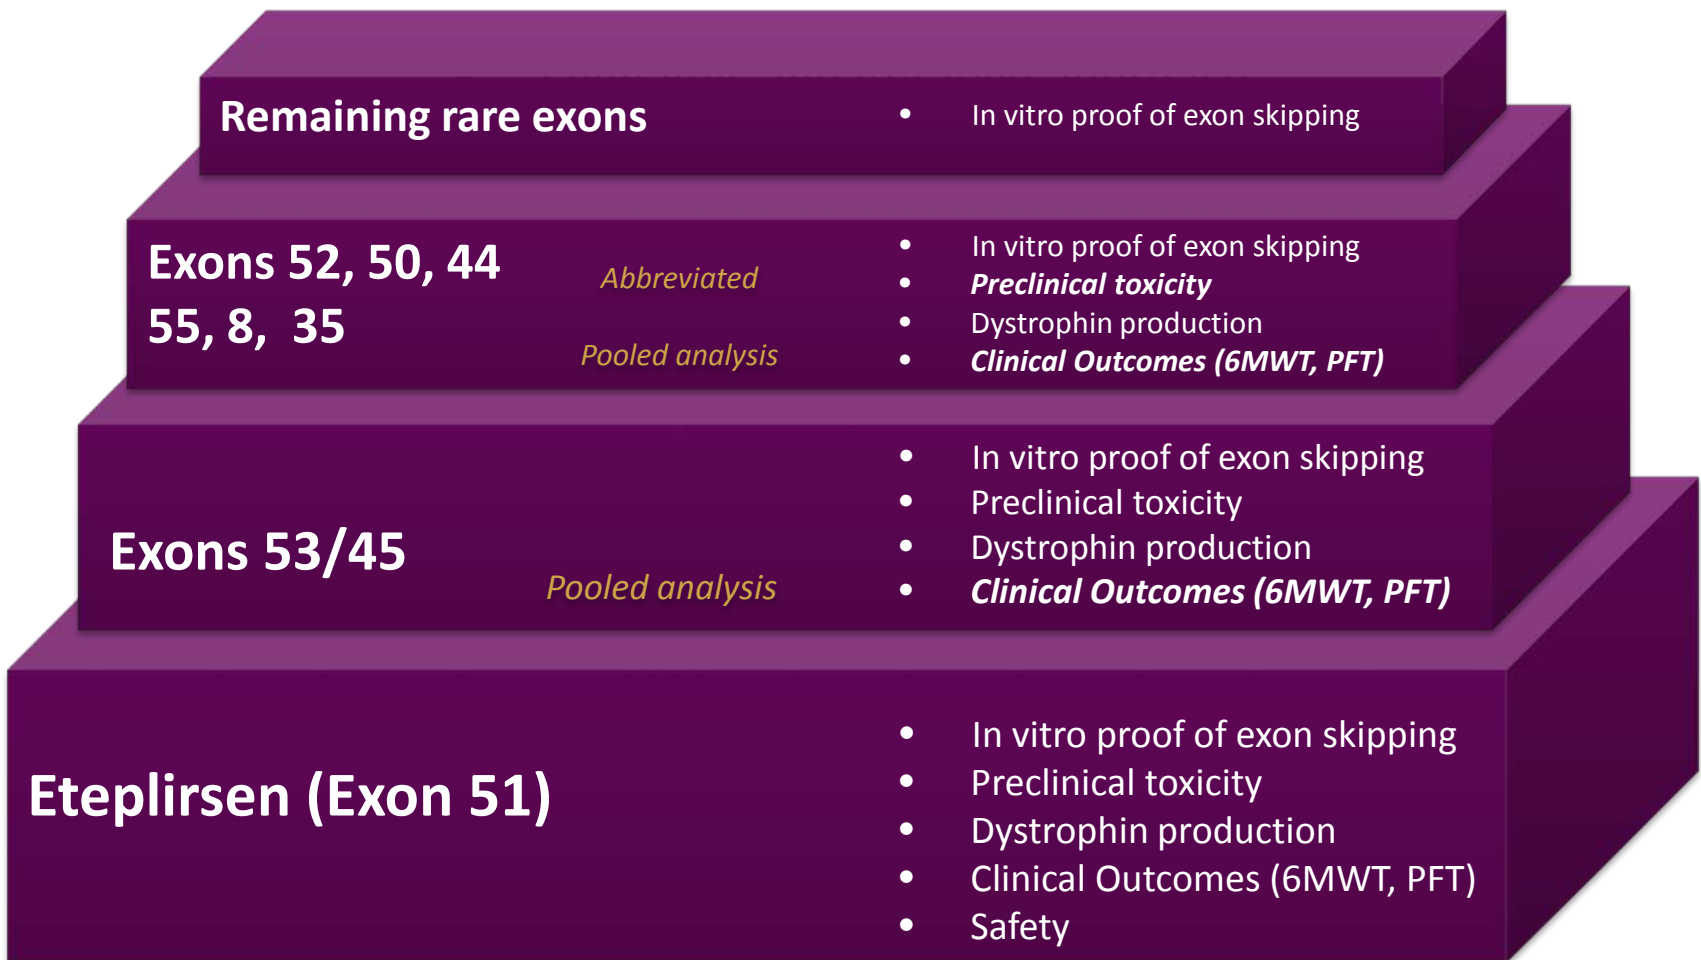 Remaining rare exons
• In vitro proof of exon skipping
Exons 52, 50, 44
55, 8, 35
Abbreviated
Pooled analysis
• In vitro proof of exon skipping
• Preclinical toxicity
• Dystrophin production
• Clinical Outcomes (6MWT, PFT)
Exons 53/45
Pooled analysis
• In vitro proof of exon skipping
• Preclinical toxicity
• Dystrophin production
• Clinical Outcomes (6MWT, PFT)
Eteplirsen (Exon 51)
• In vitro proof of exon skipping
• Preclinical toxicity
• Dystrophin production
• Clinical Outcomes (6MWT, PFT)
• Safety